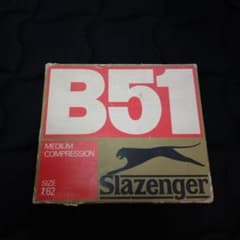 B51
MEDIUM
COMPRESSION
SIZE
1·62
Slazenger